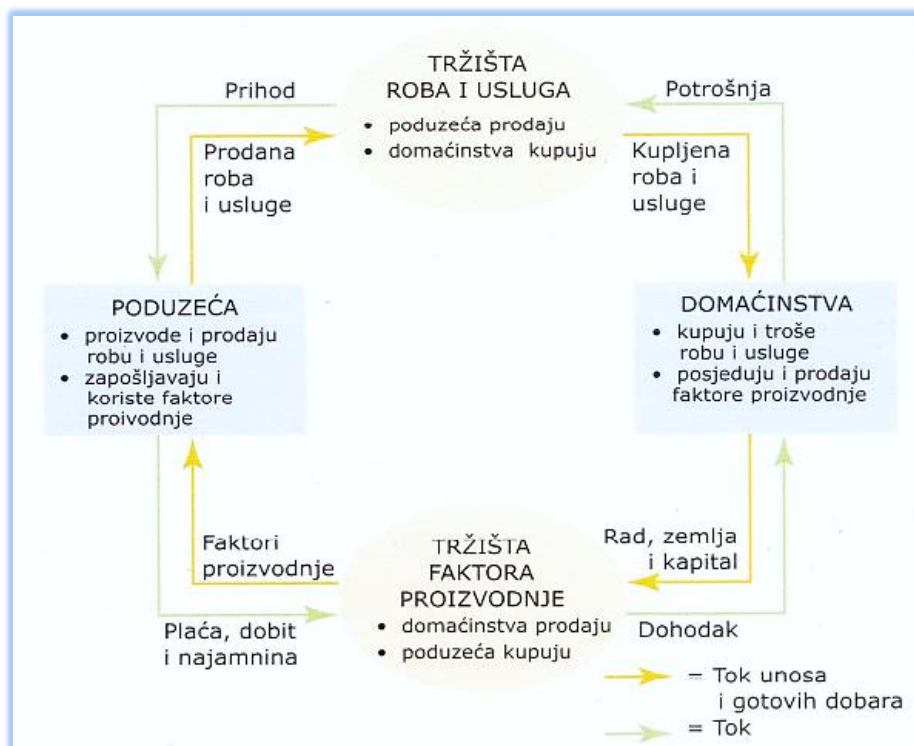 TRŽIŠTA
ROBA I USLUGA
• poduzeća prodaju
• domaćinstva kupuju
Prihod
Potrošnja
Prodana
roba
i usluge
Kupljena
roba i
usluge
PODUZEĆA
• proizvode i prodaju
robu i usluge
• zapošljavaju i
koriste faktore
proivodnje
DOMAĆINSTVA
• kupuju i troše
robu i usluge
• posjeduju i prodaju
faktore proizvodnje
Faktori
proizvodnje
TRŽIŠTA
FAKTORA
PROIZVODNJE
• domaćinstva prodaju
• poduzeća kupuju
Rad, zemlja
i kapital
Plaća, dobit
i najamnina
Dohodak
= Tok unosa
i gotovih dobara
= Tok